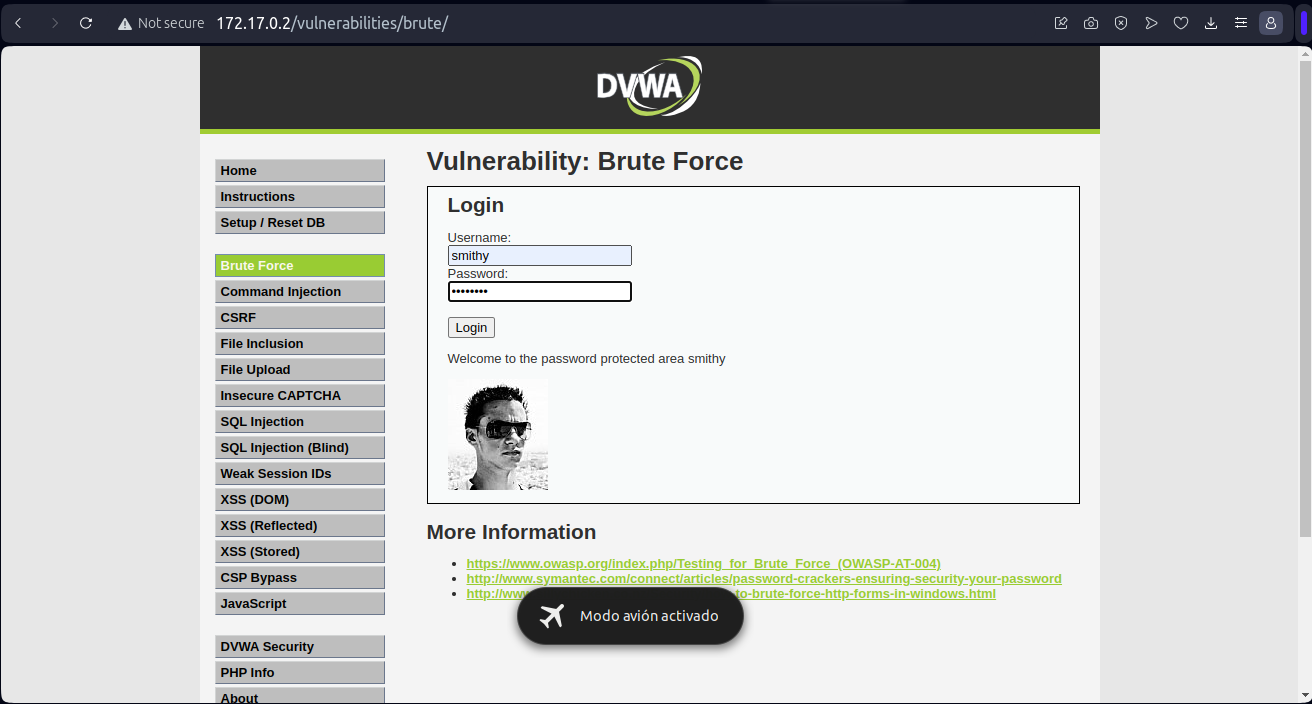 Not secure 172.17.0.2/vulnerabilities/brute/
DVWA
Home
Instructions
Setup / Reset DB
Brute Force
Command Injection
CSRF
File Inclusion
File Upload
Insecure CAPTCHA
SQL Injection
SQL Injection (Blind)
Weak Session IDs
XSS (DOM)
XSS (Reflected)
XSS (Stored)
CSP Bypass
JavaScript
DVWA Security
PHP Info
About
Vulnerability: Brute Force
Login
Username:
smithy
Password:
••••••••
Login
Welcome to the password protected area smithy
More Information
https://www.owasp.org/index.php/Testing_for_Brute_Force_(OWASP-AT-004)
http://www.symantec.com/connect/articles/password-crackers-ensuring-security-your-password
http://www. to-brute-force-http-forms-in-windows.html
Modo avión activado